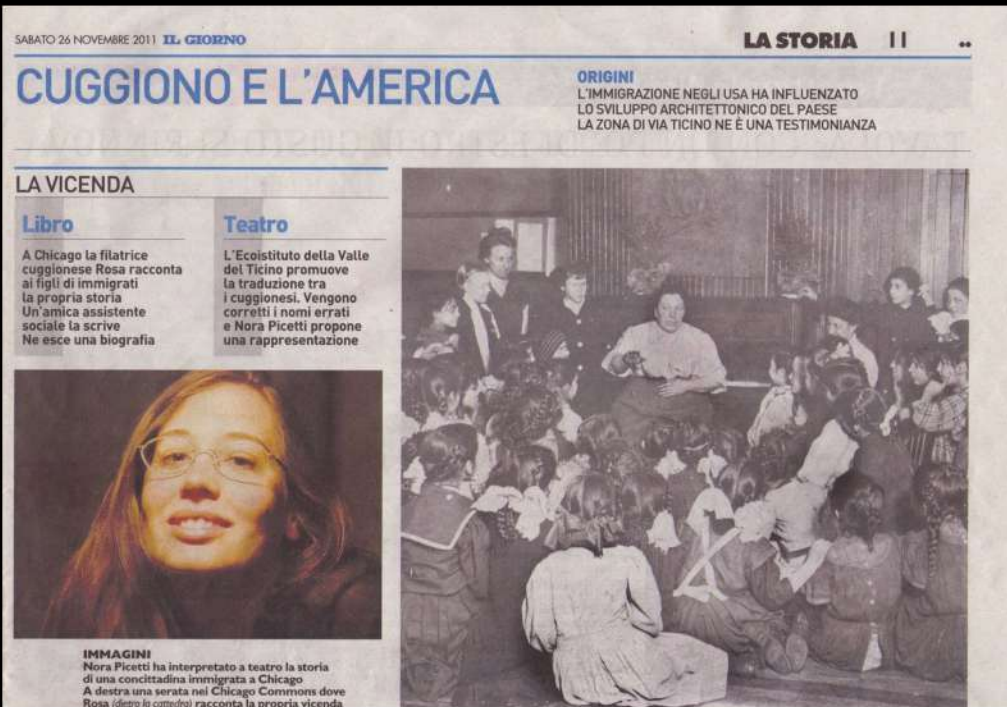 SABATO 26 NOVEMBRE 2011 IL GIORNO
LA STORIA 11 ••
CUGGIONO E L'AMERICA
ORIGINI
L'IMMIGRAZIONE NEGLI USA HA INFLUENZATO
LO SVILUPPO ARCHITETTONICO DEL PAESE
LA ZONA DI VIA TICINO NE È UNA TESTIMONIANZA
LA VICENDA
Libro
A Chicago la filatrice
cuggionese Rosa racconta
ai figli di immigrati
la propria storia
Un'amica assistente
sociale la scrive
Ne esce una biografia
Teatro
L'Ecoistituto della Valle
del Ticino promuove
la traduzione tra
i cuggionesi. Vengono
corretti i nomi errati
e Nora Picetti propone
una rappresentazione
IMMAGINI
Nora Picetti ha interpretato a teatro la storia
di una concittadina immigrata a Chicago
A destra una serata nei Chicago Commons dove
Rosa (dietro la cattedra) racconta la propria vicenda